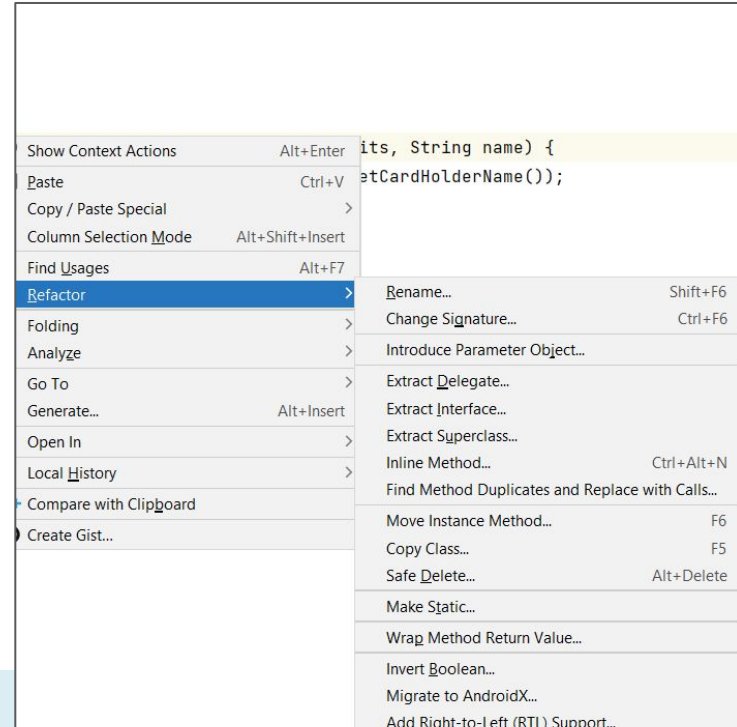 its, String name) {
etCardHolderName());
Show Context Actions Alt+Enter
Paste Ctrl+V
Copy / Paste Special
Column Selection Mode Alt+Shift+Insert
Find Usages Alt+F7
Refactor
Folding
Analyze
Go To
Generate... Alt+Insert
Open In
Local History
Compare with Clipboard
Create Gist...
Rename... Shift+F6
Change Signature... Ctrl+F6
Introduce Parameter Object...
Extract Delegate...
Extract Interface...
Extract Superclass...
Inline Method... Ctrl+Alt+N
Find Method Duplicates and Replace with Calls...
Move Instance Method... F6
Copy Class... F5
Safe Delete... Alt+Delete
Make Static...
Wrap Method Return Value...
Invert Boolean...
Migrate to AndroidX...
Add Right-to-Left (RTL) Support...